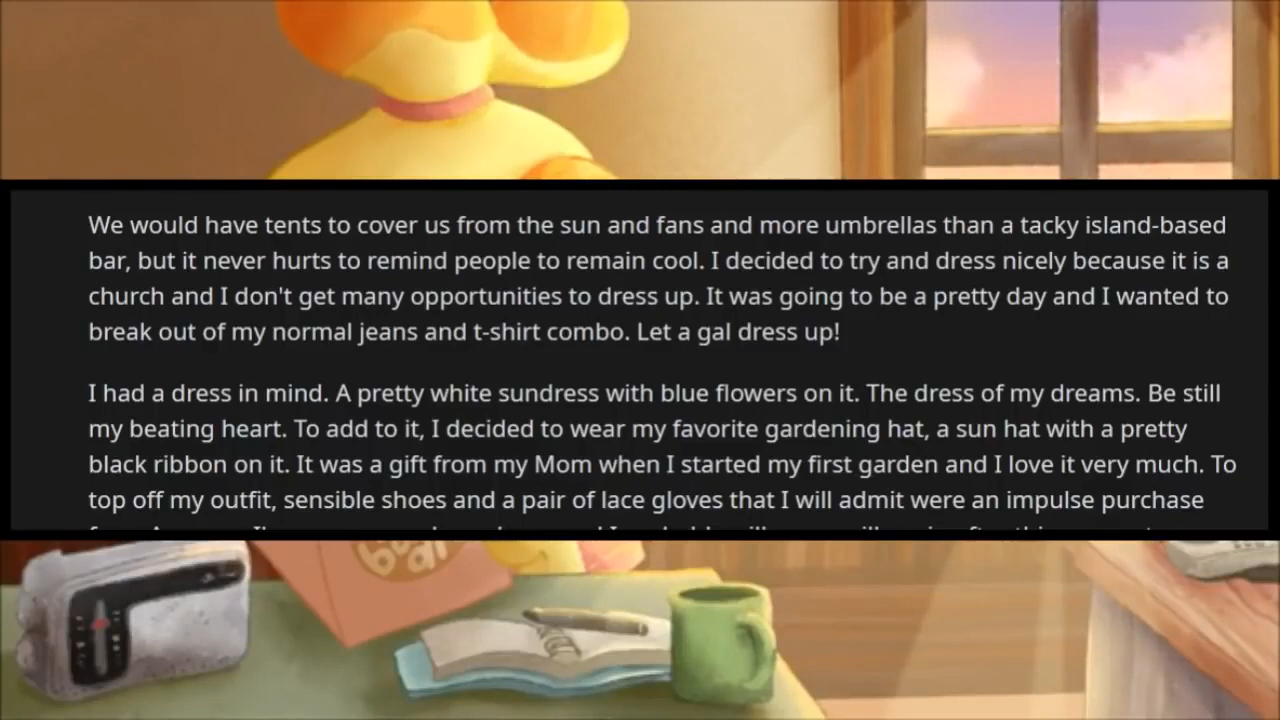 We would have tents to cover us from the sun and fans and more umbrellas than a tacky island-based
bar, but it never hurts to remind people to remain cool. I decided to try and dress nicely because it is a
church and I don't get many opportunities to dress up. It was going to be a pretty day and I wanted to
break out of my normal jeans and t-shirt combo. Let a gal dress up!
I had a dress in mind. A pretty white sundress with blue flowers on it. The dress of my dreams. Be still
my beating heart. To add to it, I decided to wear my favorite gardening hat, a sun hat with a pretty
black ribbon on it. It was a gift from my Mom when I started my first garden and I love it very much. To
top off my outfit, sensible shoes and a pair of lace gloves that I will admit were an impulse purchase